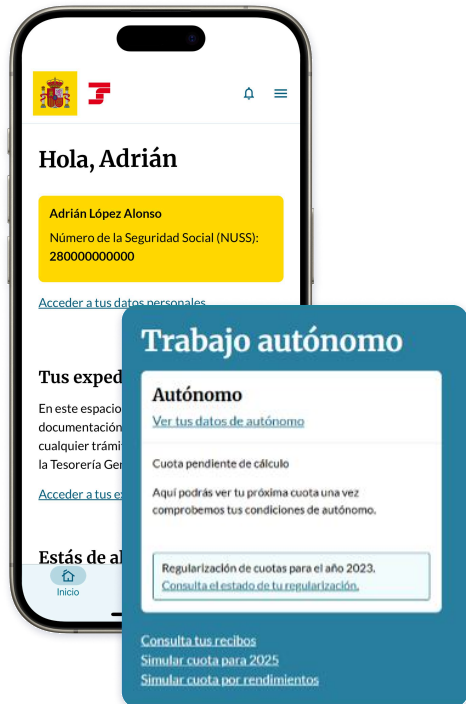 Hola, Adrián
Adrián López Alonso
Número de la Seguridad Social (NUSS):
280000000000
Acceder a tus datos personales
Tus exped
En este espacio
documentación
cualquier trámi
la Tesorería Ger
Acceder a tus e
Estás de al
Inicio
Trabajo autónomo
Autónomo
Ver tus datos de autónomo
Cuota pendiente de cálculo
Aquí podrás ver tu próxima cuota una vez
comprobemos tus condiciones de autónomo.
Regularización de cuotas para el año 2023.
Consulta el estado de tu regularización.
Consulta tus recibos
Simular cuota para 2025
Simular cuota por rendimientos